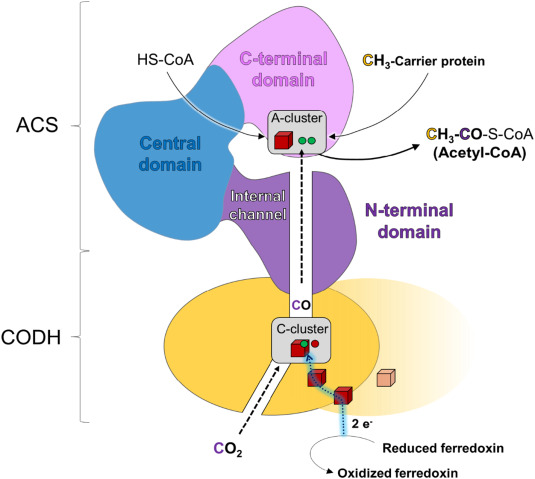 HS-CoA
C-terminal
domain
CH₃-Carrier protein
ACS
A-cluster
Central
domain
CH₃-CO-S-CoA
(Acetyl-CoA)
Internal
channel
N-terminal
domain
CO
CODH
C-cluster
2 e⁻
CO₂
Reduced ferredoxin
Oxidized ferredoxin